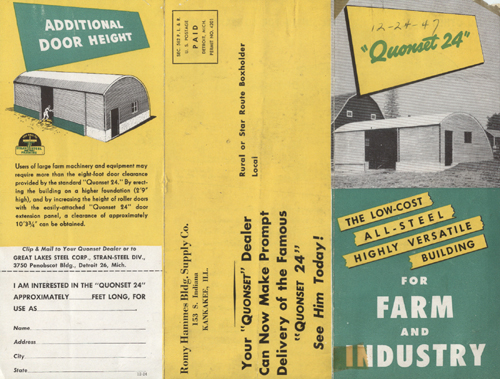 ADDITIONAL
DOOR HEIGHT
Users of large farm machinery and equipment may
require more than the eight-foot door clearance
provided by the standard "Quonset 24." By erect-
ing the building on a higher foundation (2'9"
high), and by increasing the height of roller doors
with the easily-attached "Quonset 24" door
extension panel, a clearance of approximately
10'3¾" can be obtained.
Clip & Mail to Your Quonset Dealer or to
GREAT LAKES STEEL CORP., STRAN-STEEL DIV.,
3750 Penobscot Bldg., Detroit 26, Mich.
I AM INTERESTED IN THE "QUONSET 24"
APPROXIMATELY FEET LONG, FOR
USE AS
Name
Address
City
State
SEC. 562 P. L. & R.
U. S. POSTAGE
PAID
DETROIT, MICH.
Rural or Star Route Boxholder
Local
Romy Hammes Bldg. Supply Co.
153 S. Indiana
KANKAKEE, ILL.
Your "QUONSET" Dealer
Can Now Make Prompt
Delivery of the Famous
"QUONSET 24"
See Him Today!
12-24-47
"Quonset 24"
THE LOW-COST
ALL-STEEL
HIGHLY VERSATILE
BUILDING
FOR
FARM
AND
INDUSTRY